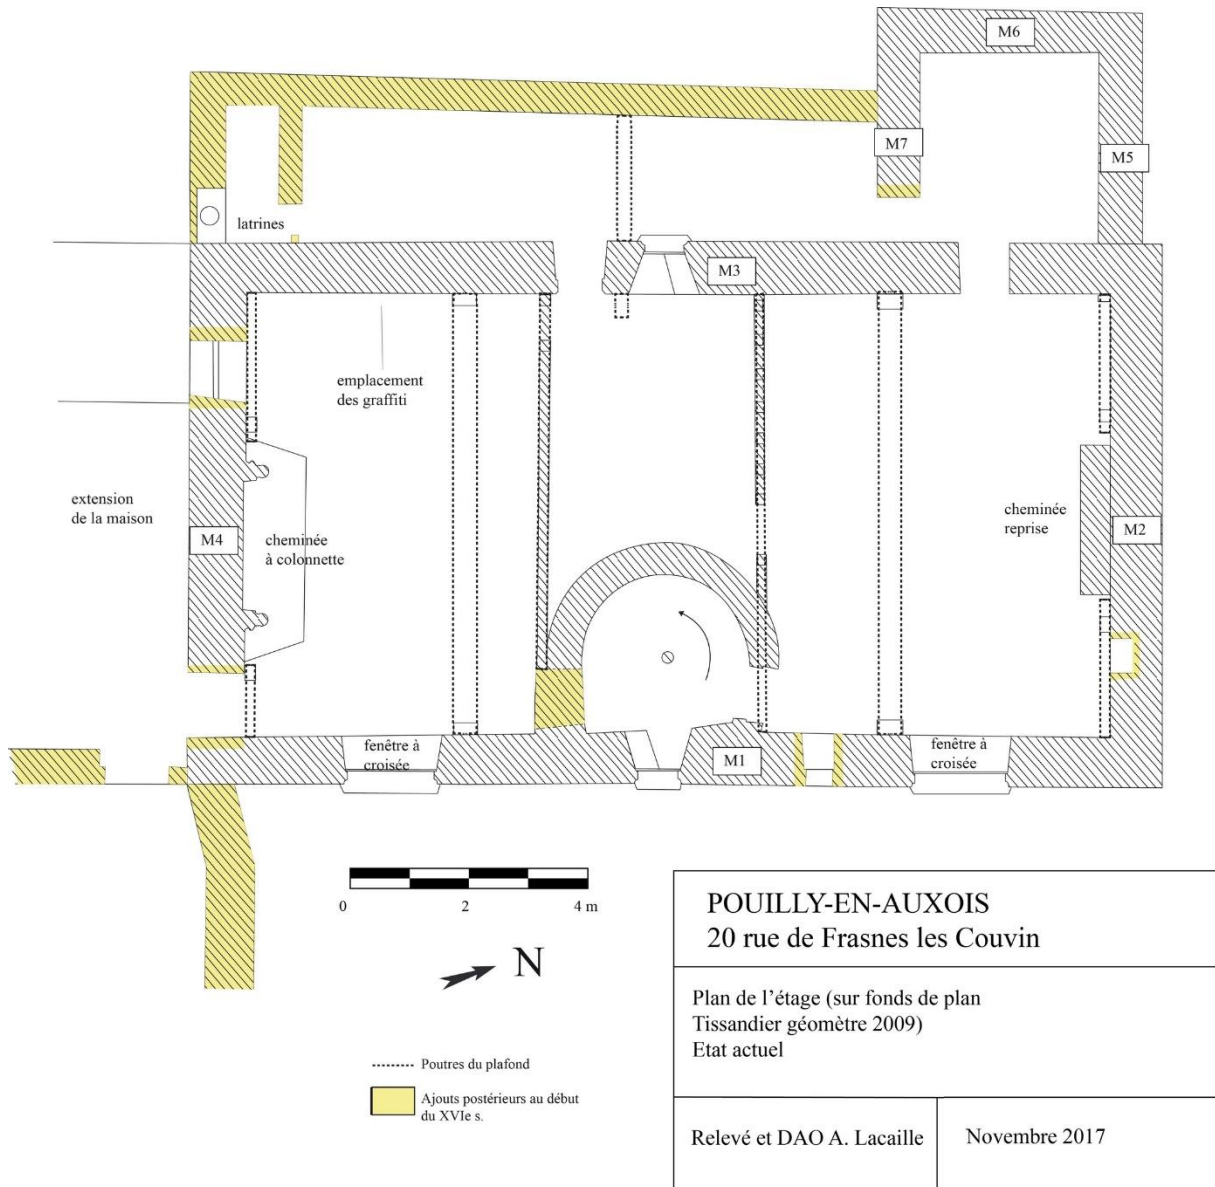 M6
M7
M5
latrines
M3
emplacement
des graffiti
extension
de la maison
M4
cheminée
à colonnette
cheminée
reprise
M2
fenêtre à
croisée
M1
fenêtre à
croisée
0 2 4 m
N
Poutres du plafond
Ajouts postérieurs au début
du XVIe s.
POUILLY-EN-AUXOIS
20 rue de Frasnes les Couvin
Plan de l'étage (sur fonds de plan
Tissandier géomètre 2009)
Etat actuel
Relevé et DAO A. Lacaille
Novembre 2017